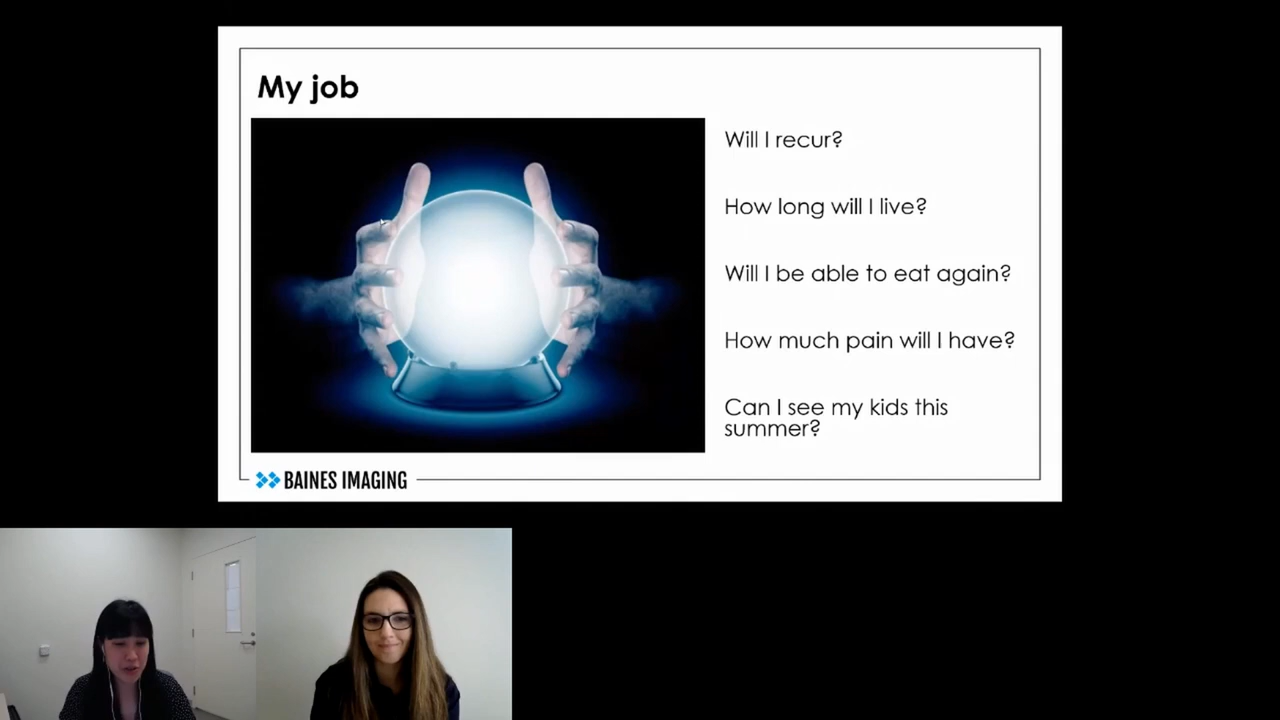 My job
Will I recur?
How long will I live?
Will I be able to eat again?
How much pain will I have?
Can I see my kids this
summer?
BAINES IMAGING